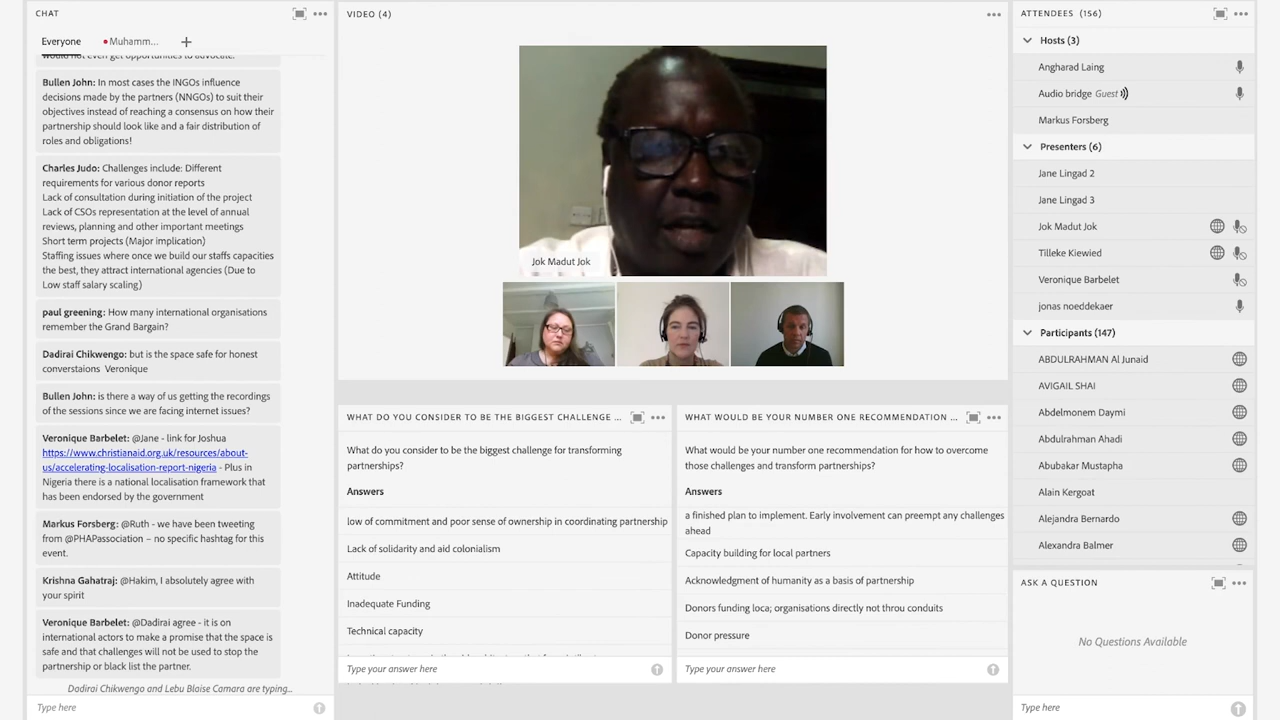 CHAT
Everyone
Muhamm...
would not even get opportunities to advocate.
Bullen John: In most cases the INGOs influence
decisions made by the partners (NNGOs) to suit their
objectives instead of reaching a consensus on how their
partnership should look like and a fair distribution of
roles and obligations!
Charles Judo: Challenges include: Different
requirements for various donor reports
Lack of consultation during initiation of the project
Lack of CSOs representation at the level of annual
reviews, planning and other important meetings
Short term projects (Major implication)
Staffing issues where once we build our staffs capacities
the best, they attract international agencies (Due to
Low staff salary scaling)
paul greening: How many international organisations
remember the Grand Bargain?
Dadirai Chikwengo: but is the space safe for honest
converstaions Veronique
Bullen John: is there a way of us getting the recordings
of the sessions since we are facing internet issues?
Veronique Barbelet: @Jane - link for Joshua
https://www.christianaid.org.uk/resources/about-
us/accelerating-localisation-report-nigeria - Plus in
Nigeria there is a national localisation framework that
has been endorsed by the government
Markus Forsberg: @Ruth - we have been tweeting
from @PHAPassociation – no specific hashtag for this
event.
Krishna Gahatraj: @Hakim, I absolutely agree with
your spirit
Veronique Barbelet: @Dadirai agree - it is on
international actors to make a promise that the space is
safe and that challenges will not be used to stop the
partnership or black list the partner.
Dadirai Chikwengo and Lebu Blaise Camara are typing...
Type here
VIDEO (4)
Jok Madut Jok
WHAT DO YOU CONSIDER TO BE THE BIGGEST CHALLENGE ...
What do you consider to be the biggest challenge for transforming
partnerships?
Answers
low of commitment and poor sense of ownership in coordinating partnership
Lack of solidarity and aid colonialism
Attitude
Inadequate Funding
Technical capacity
Type your answer here
WHAT WOULD BE YOUR NUMBER ONE RECOMMENDATION ...
What would be your number one recommendation for how to overcome
those challenges and transform partnerships?
Answers
a finished plan to implement. Early involvement can preempt any challenges
ahead
Capacity building for local partners
Acknowledgment of humanity as a basis of partnership
Donors funding loca; organisations directly not throu conduits
Donor pressure
Type your answer here
ATTENDEES (156)
Hosts (3)
Angharad Laing
Audio bridge Guest
Markus Forsberg
Presenters (6)
Jane Lingad 2
Jane Lingad 3
Jok Madut Jok
Tilleke Kiewied
Veronique Barbelet
jonas noeddekaer
Participants (147)
ABDULRAHMAN Al Junaid
AVIGAIL SHAI
Abdelmonem Daymi
Abdulrahman Ahadi
Abubakar Mustapha
Alain Kergoat
Alejandra Bernardo
Alexandra Balmer
ASK A QUESTION
No Questions Available
Type here